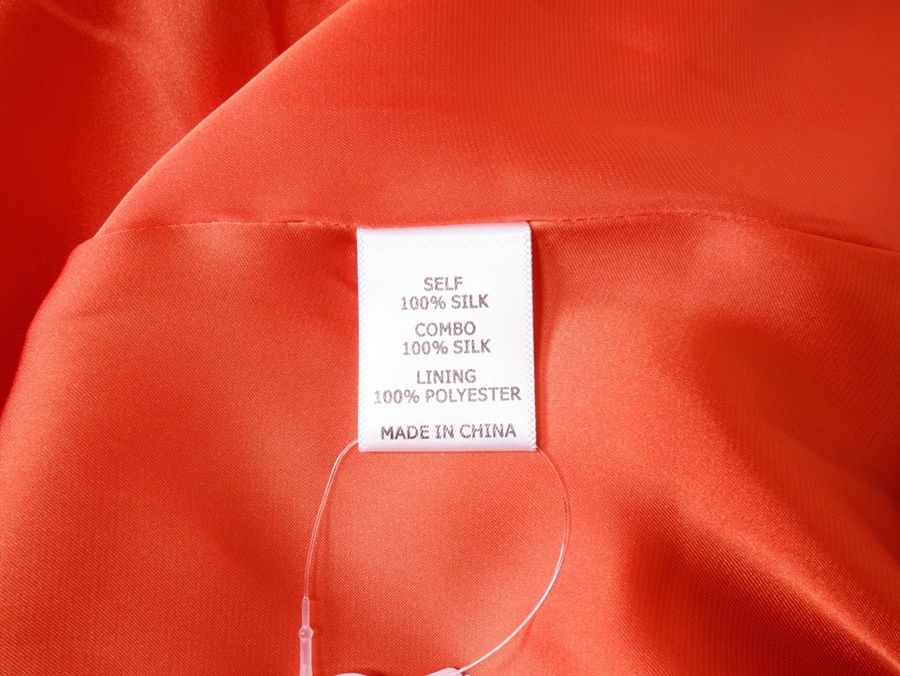 SELF
100% SILK
COMBO
100% SILK
LINING
100% POLYESTER
MADE IN CHINA